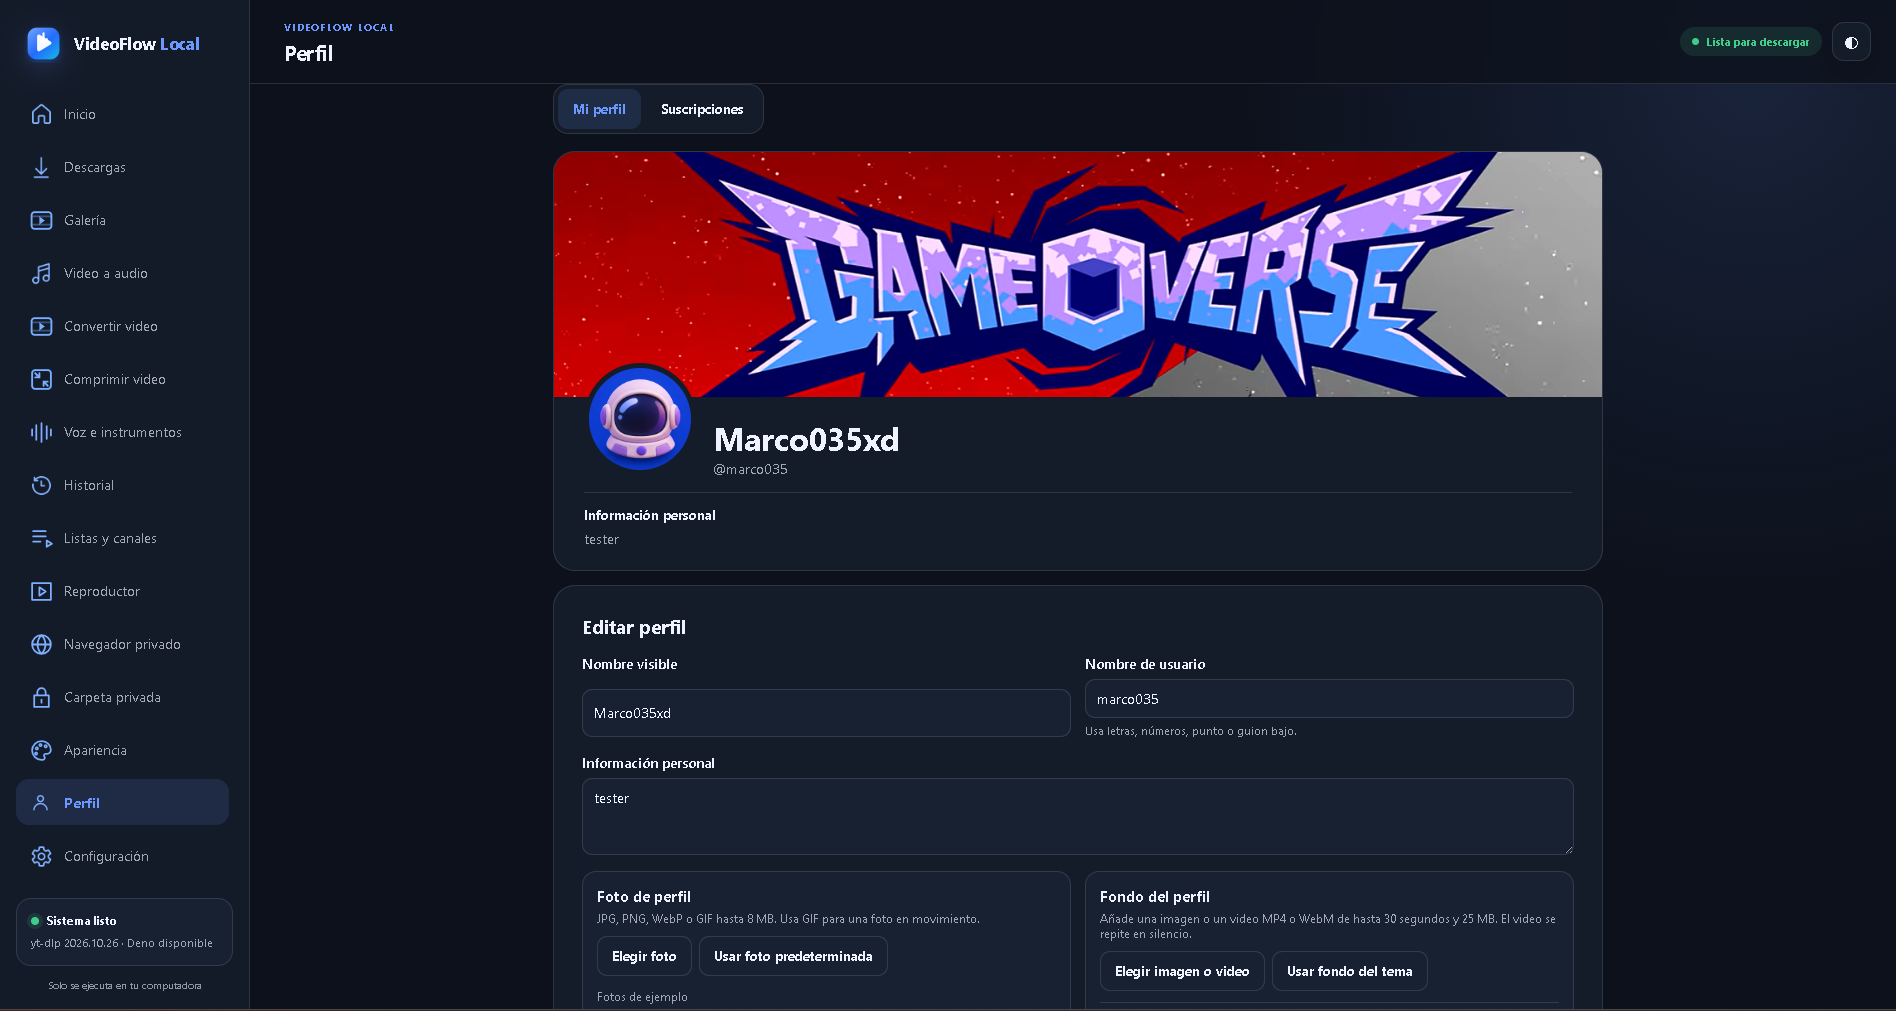 VideoFlow Local
Inicio
Descargas
Galería
Video a audio
Convertir video
Comprimir video
Voz e instrumentos
Historial
Listas y canales
Reproductor
Navegador privado
Carpeta privada
Apariencia
Perfil
Configuración
Sistema listo
yt-dlp 2026.10.26 · Deno disponible
Solo se ejecuta en tu computadora
VIDEOFLOW LOCAL
Perfil
Lista para descargar
Mi perfil
Suscripciones
GAMEOVERSE
Marco035xd
@marco035
Información personal
tester
Editar perfil
Nombre visible
Marco035xd
Nombre de usuario
marco035
Usa letras, números, punto o guion bajo.
Información personal
tester
Foto de perfil
JPG, PNG, WebP o GIF hasta 8 MB. Usa GIF para una foto en movimiento.
Elegir foto
Usar foto predeterminada
Fotos de ejemplo
Fondo del perfil
Añade una imagen o un video MP4 o WebM de hasta 30 segundos y 25 MB. El video se
repite en silencio.
Elegir imagen o video
Usar fondo del tema